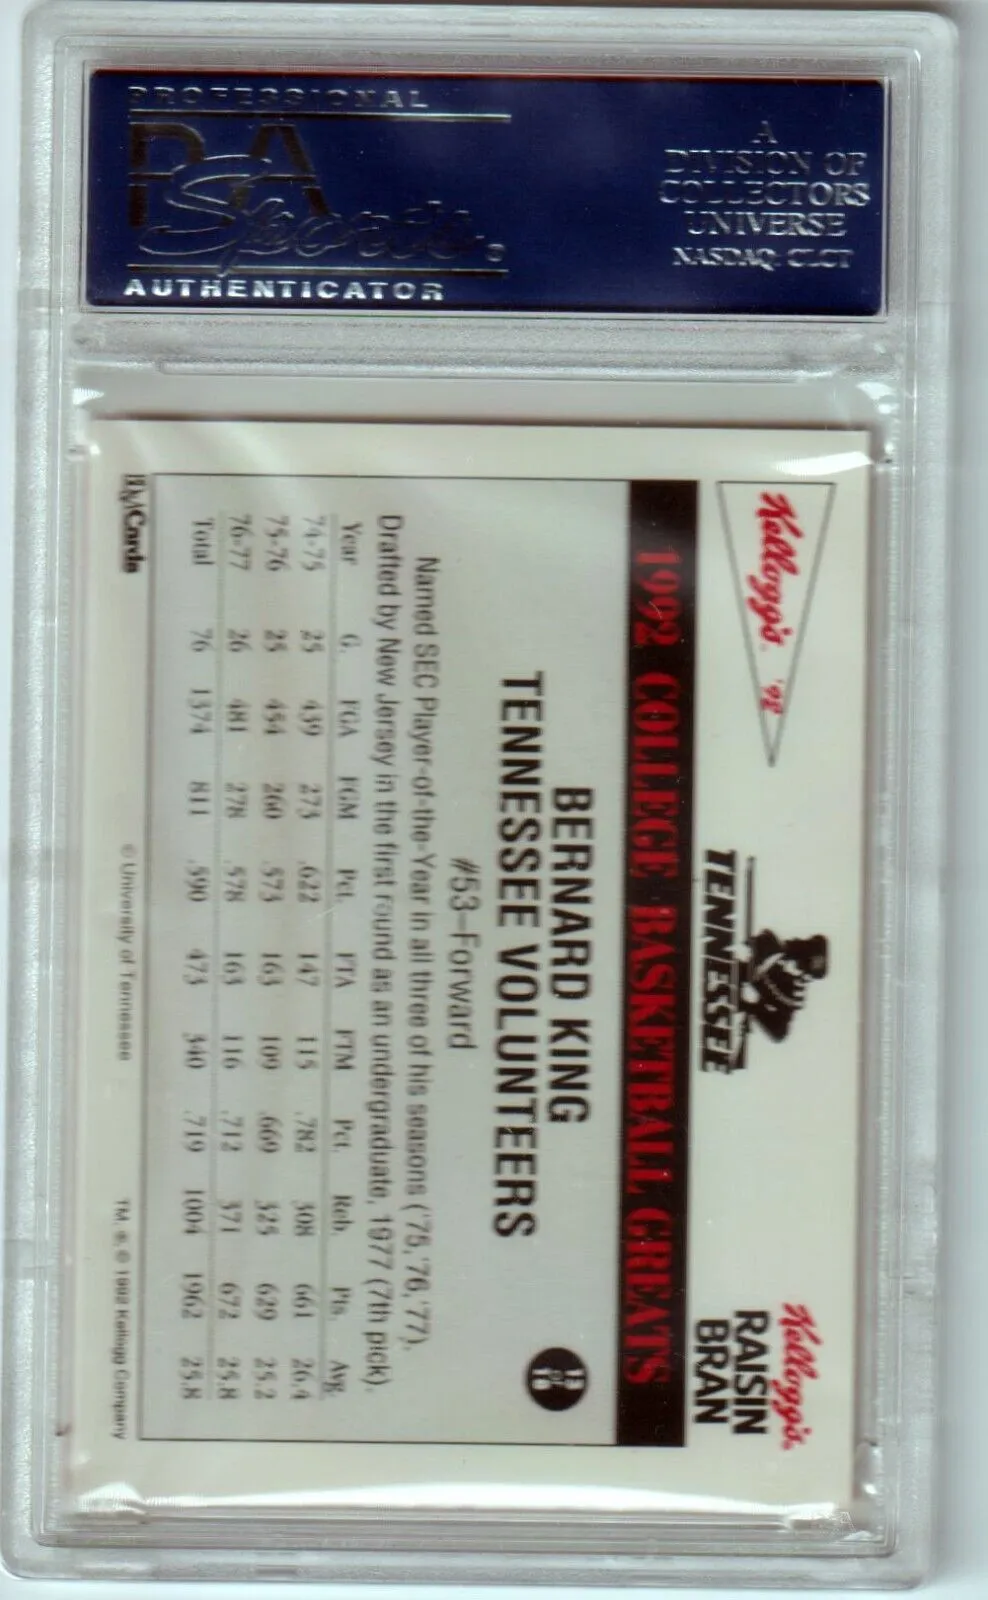 PROFESSIONAL
PSA
Sports
AUTHENTICATOR
A
DIVISION OF
COLLECTORS
UNIVERSE
NASDAQ: CLCT
Kellogg's '92
TENNESSEE
Kellogg's
RAISIN
BRAN
1992 COLLEGE BASKETBALL GREATS
BERNARD KING
TENNESSEE VOLUNTEERS
#53–Forward
Named SEC Player-of-the-Year in all three of his seasons ('75,'76,'77).
Drafted by New Jersey in the first round as an undergraduate, 1977 (7th pick).
Year G. FGA FGM Pct. FTA FTM Pct. Reb. Pts. Avg.
74-75 25 439 273 .622 147 115 .782 308 661 26.4
75-76 25 454 260 .573 163 109 .669 325 629 25.2
76-77 26 481 278 .578 163 116 .712 371 672 25.8
Total 76 1374 811 .590 473 340 .719 1004 1962 25.8
© University of Tennessee TM, ®, © 1992 Kellogg Company